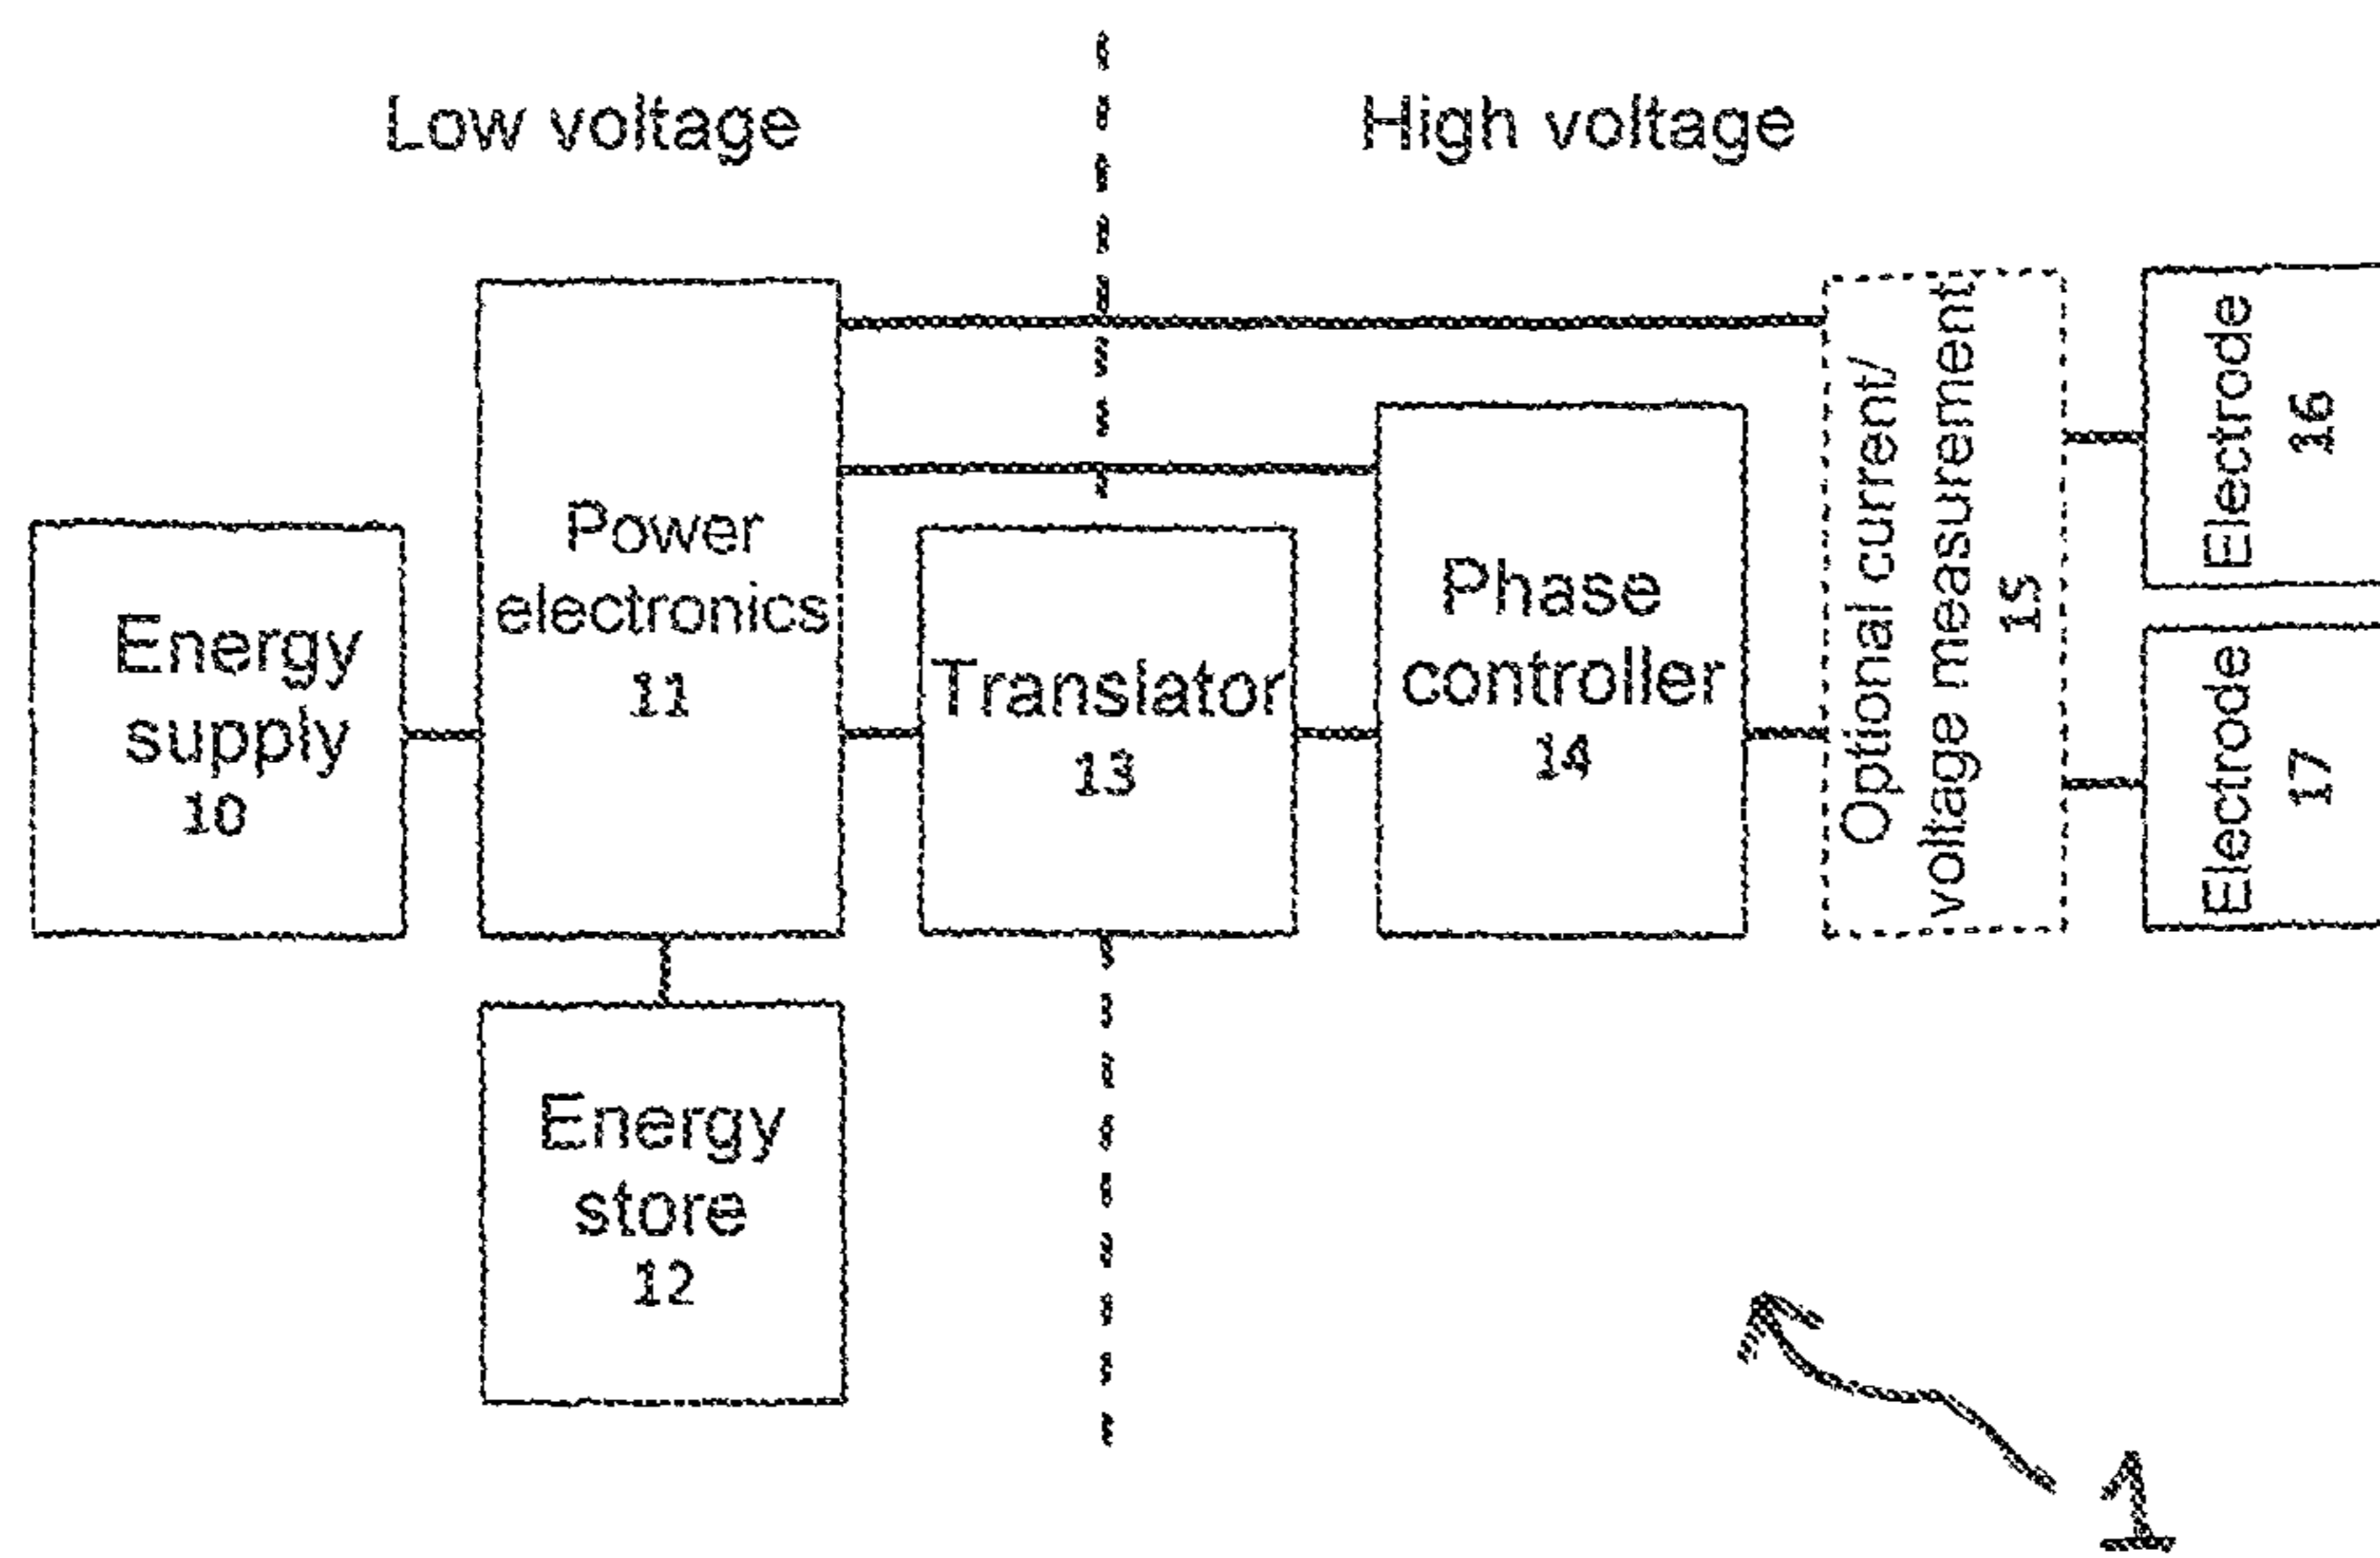 Low voltage
High voltage
Energy
supply
10
Power
electronics
11
Energy
store
12
Translator
13
Phase
controller
14
Optional current/
voltage measurement
15
Electrode
16
Electrode
17
1